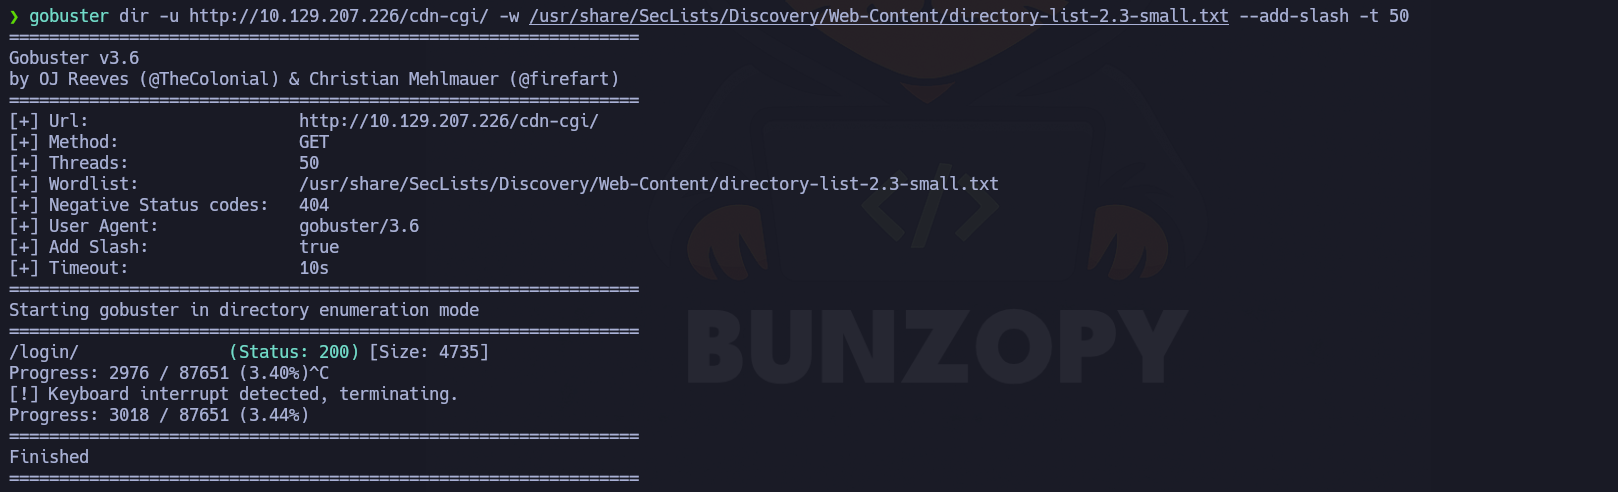 ❯ gobuster dir -u http://10.129.207.226/cdn-cgi/ -w /usr/share/SecLists/Discovery/Web-Content/directory-list-2.3-small.txt --add-slash -t 50
===============================================================
Gobuster v3.6
by OJ Reeves (@TheColonial) & Christian Mehlmauer (@firefart)
===============================================================
[+] Url:                     http://10.129.207.226/cdn-cgi/
[+] Method:                  GET
[+] Threads:                 50
[+] Wordlist:                /usr/share/SecLists/Discovery/Web-Content/directory-list-2.3-small.txt
[+] Negative Status codes:   404
[+] User Agent:              gobuster/3.6
[+] Add Slash:               true
[+] Timeout:                 10s
===============================================================
Starting gobuster in directory enumeration mode
===============================================================
/login/               (Status: 200) [Size: 4735]
Progress: 2976 / 87651 (3.40%)^C
[!] Keyboard interrupt detected, terminating.
Progress: 3018 / 87651 (3.44%)
===============================================================
Finished
===============================================================
</> 
BUNZOPY